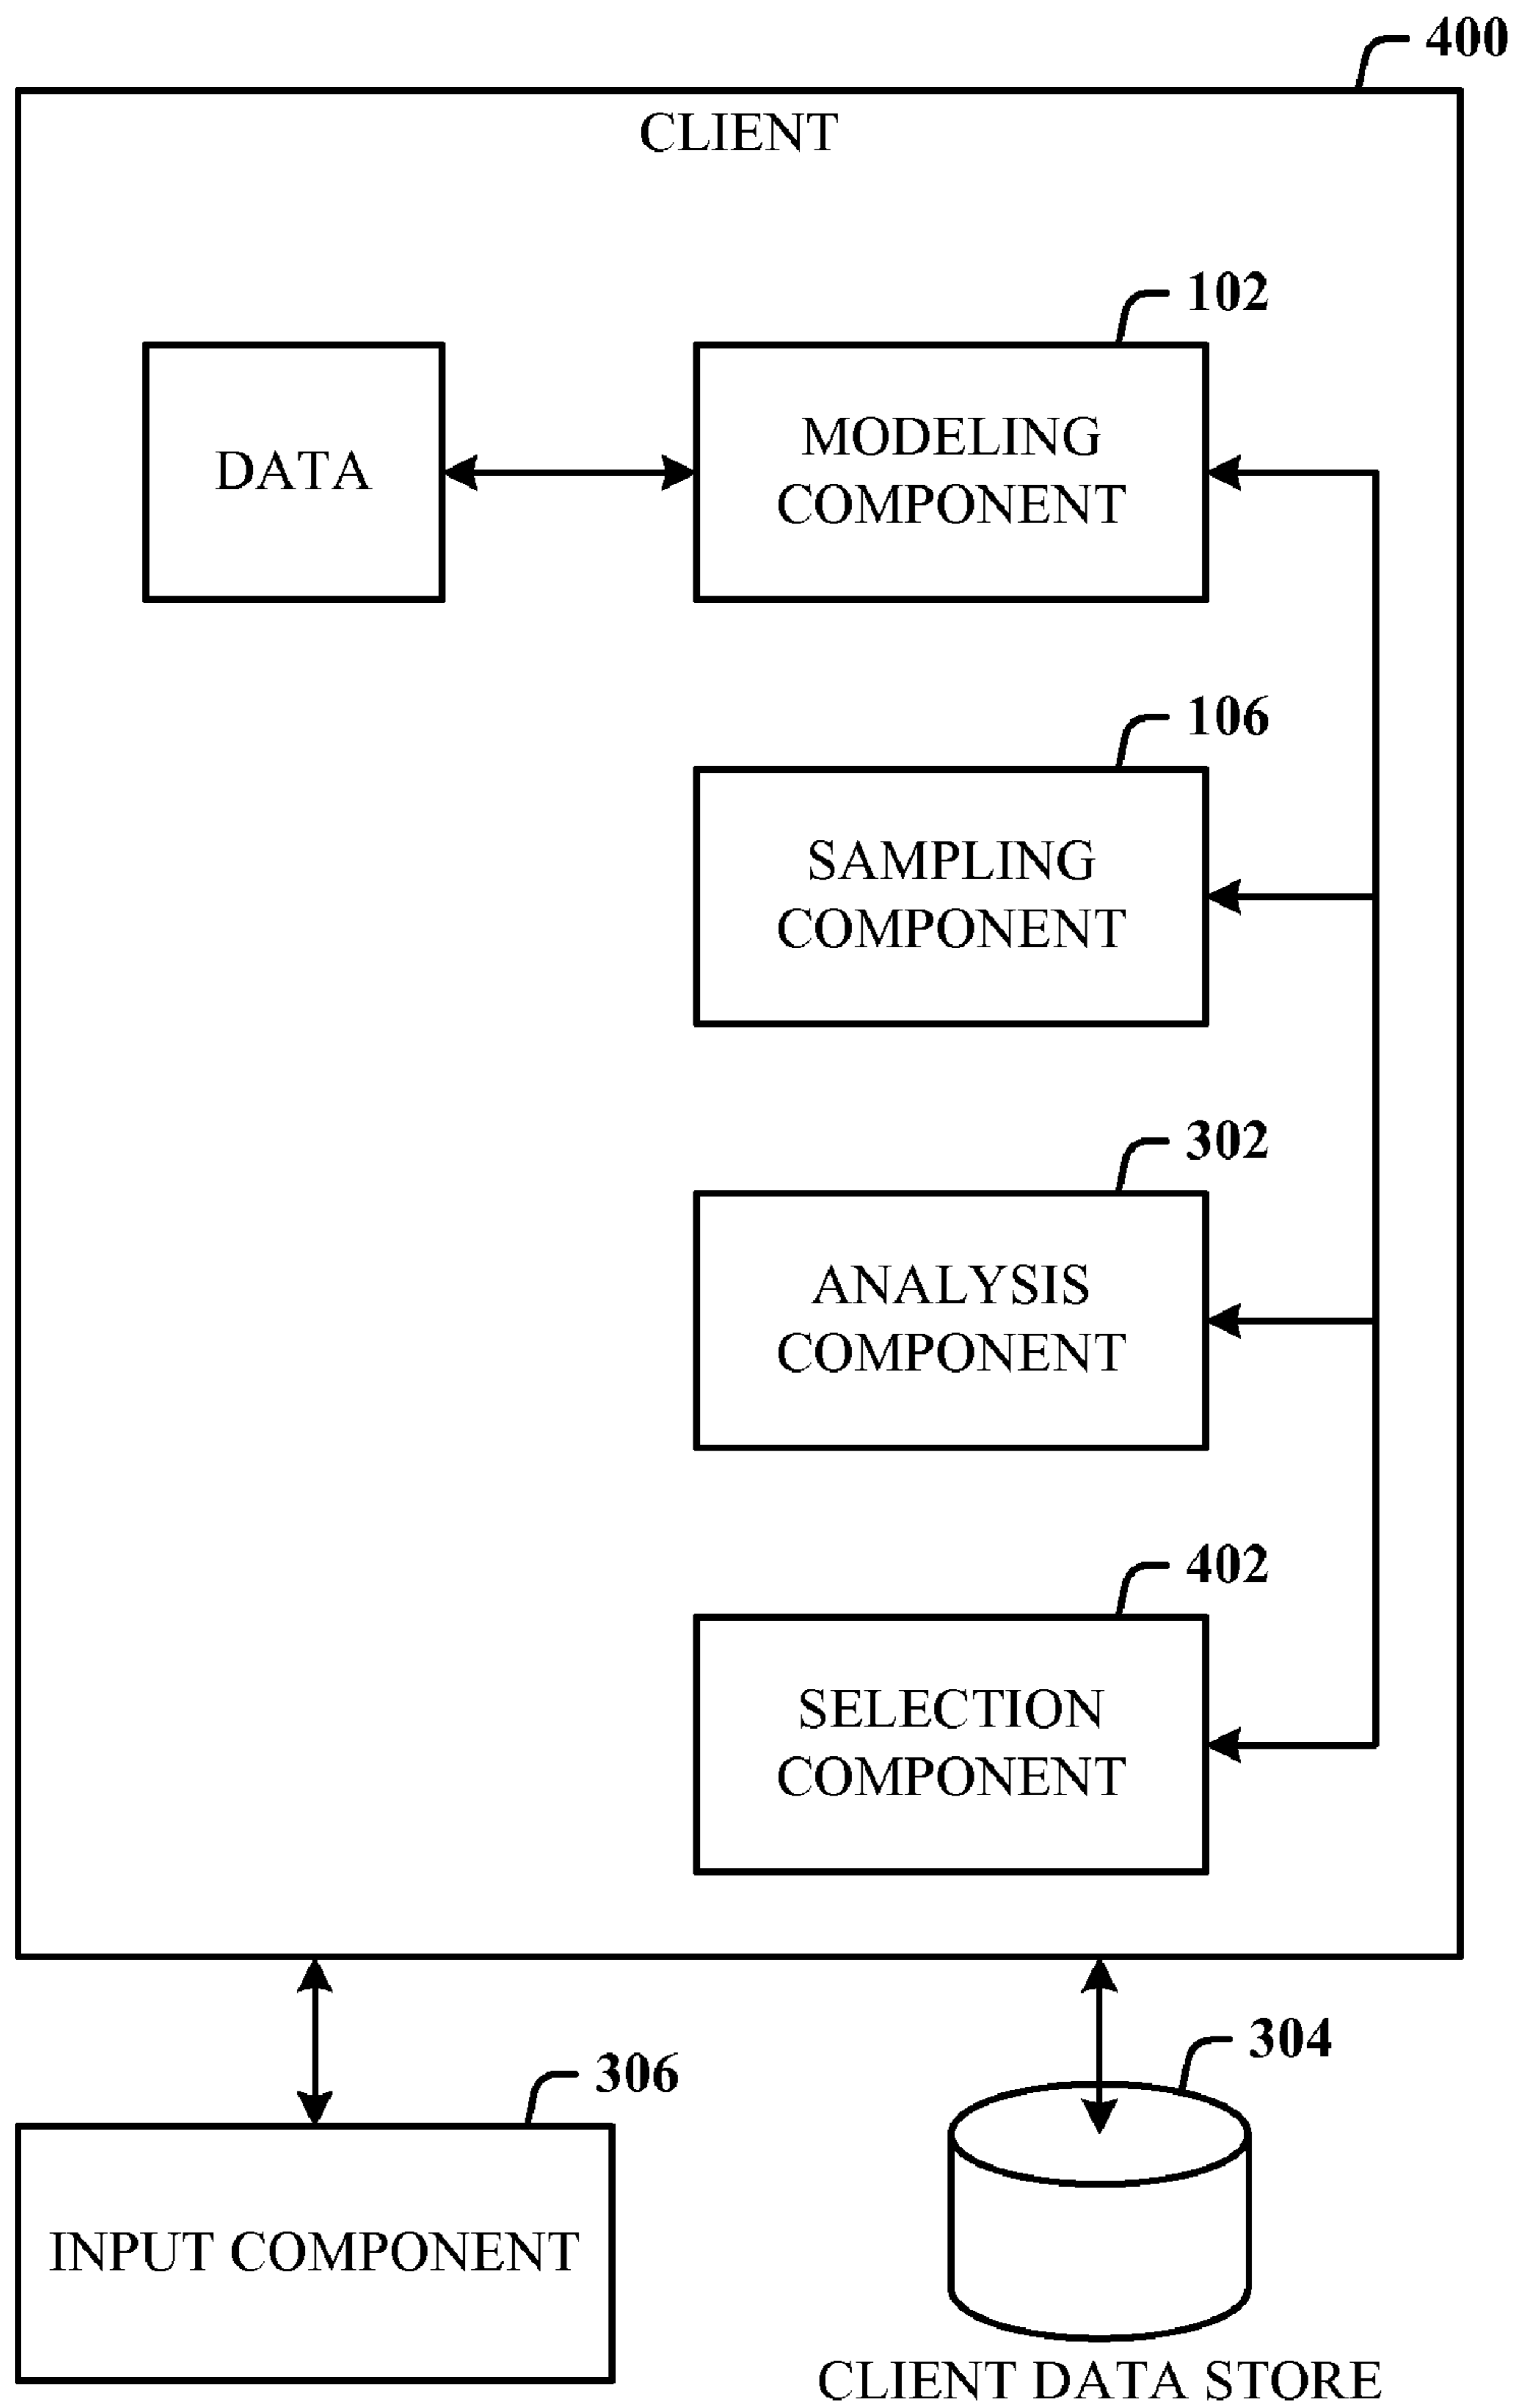 400
CLIENT
102
DATA
MODELING
COMPONENT
106
SAMPLING
COMPONENT
302
ANALYSIS
COMPONENT
402
SELECTION
COMPONENT
306
304
INPUT COMPONENT
CLIENT DATA STORE